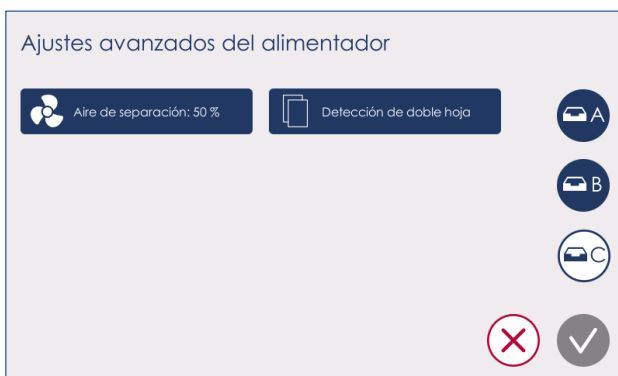 Ajustes avanzados del alimentador
Aire de separación: 50 %
Detección de doble hoja
A
B
C